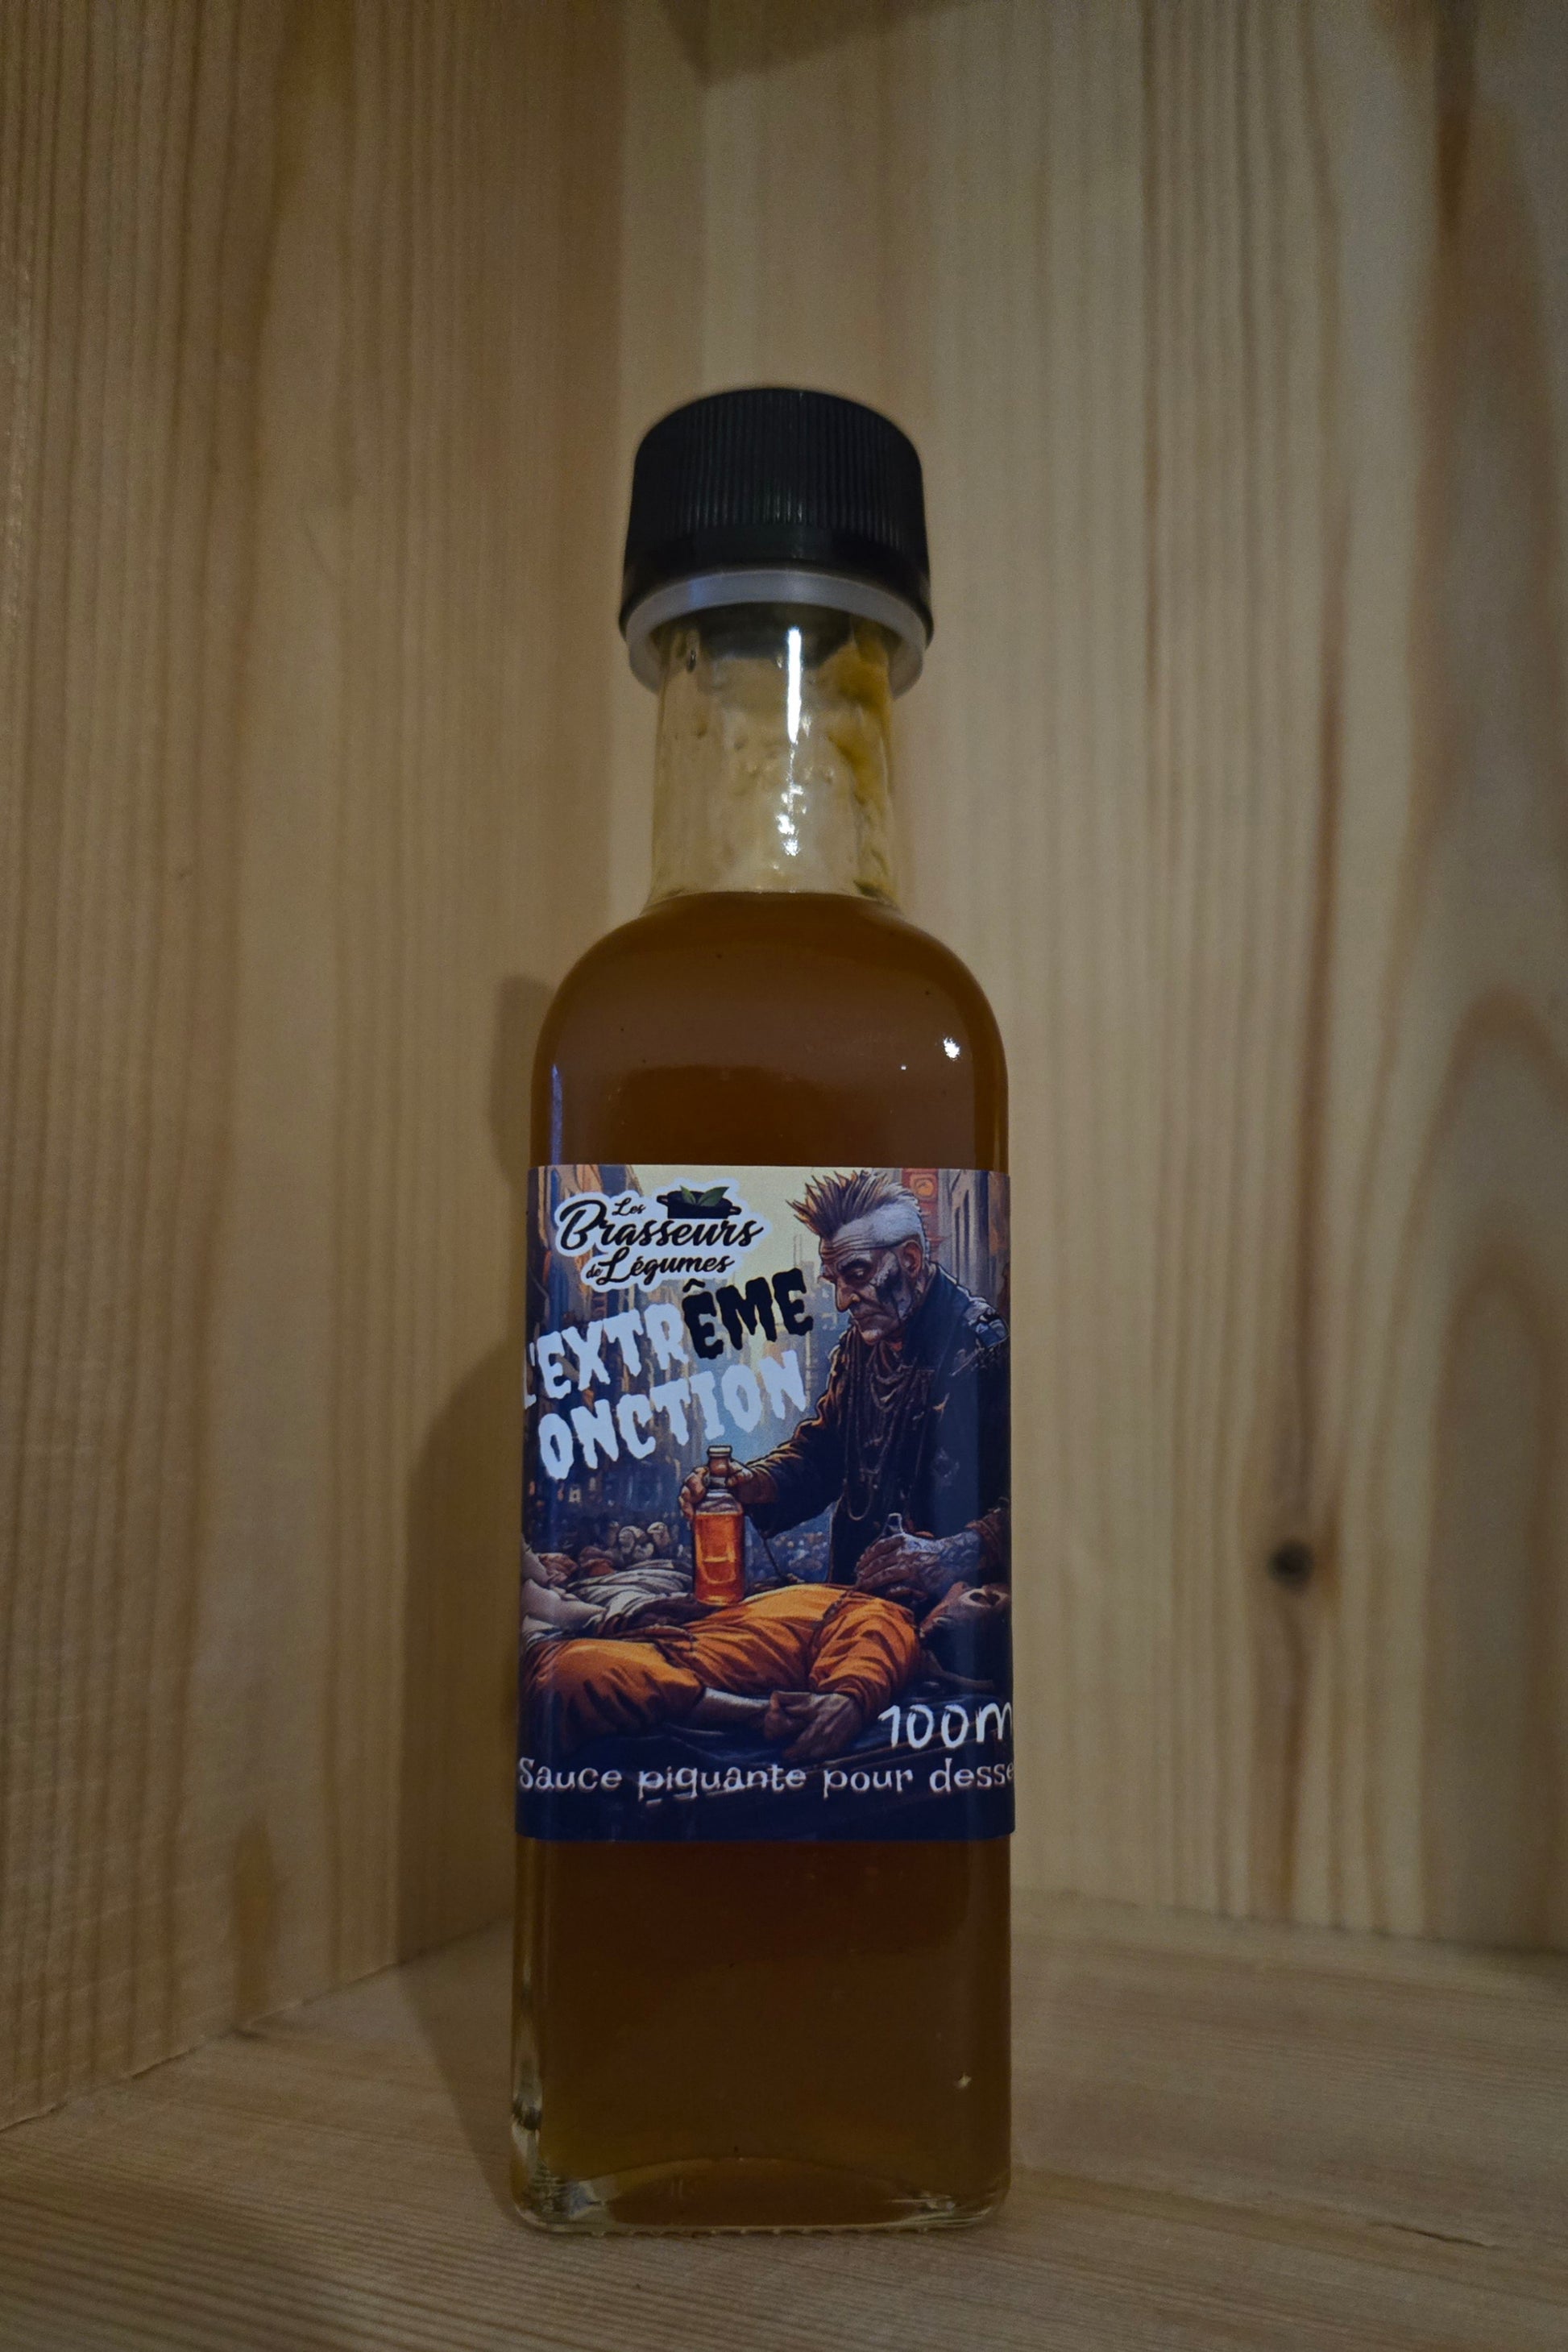 Les
Brasseurs
de Légumes
L'EXTRÊME
ONCTION
100m
Sauce piquante pour desse